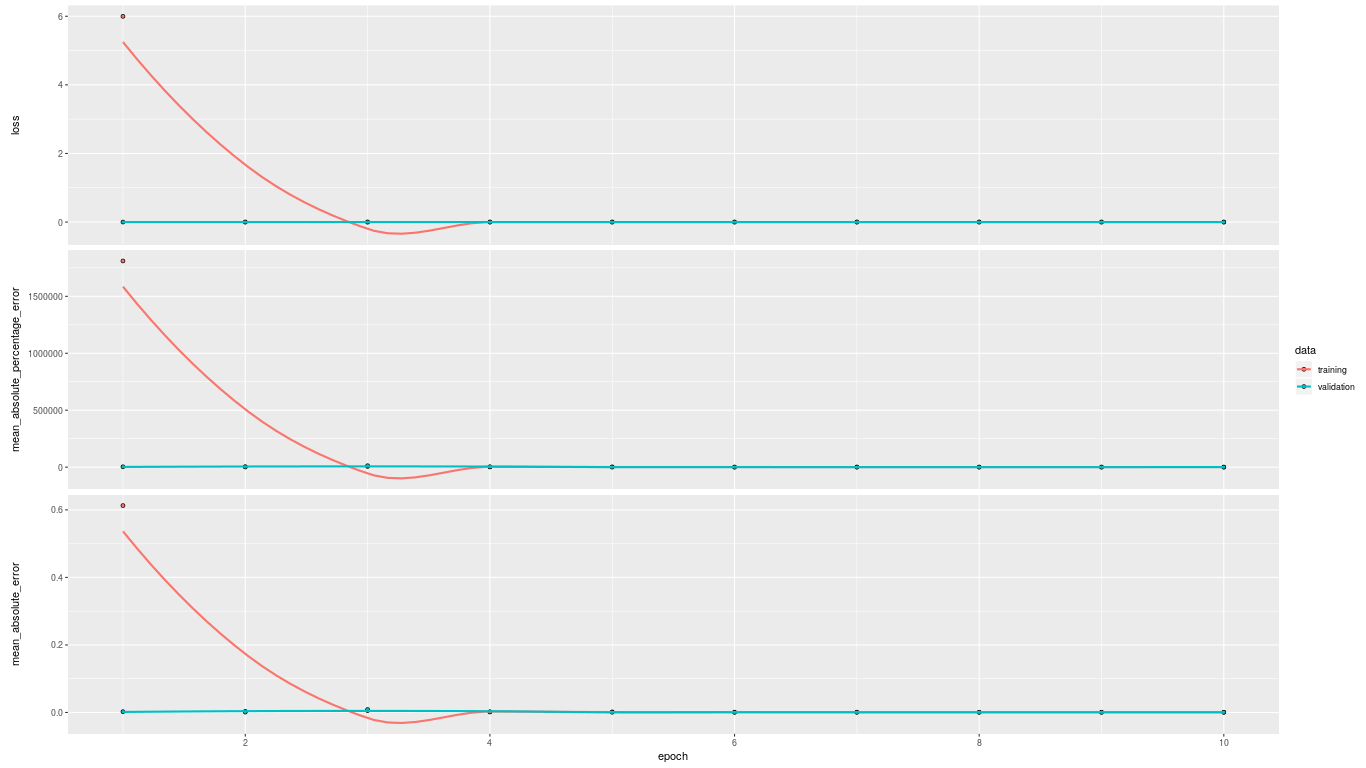 6
4
2
0
loss
1500000
1000000
500000
0
mean_absolute_percentage_error
0.6
0.4
0.2
0.0
mean_absolute_error
2
4
6
8
10
epoch
data
training
validation